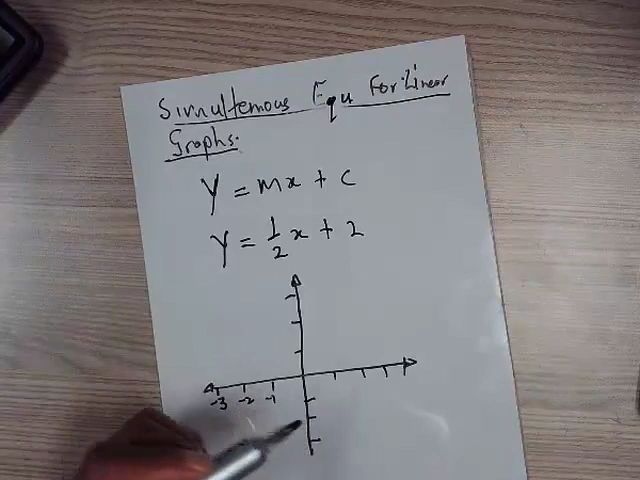 Simultemous Equ For Linear
Graphs.
Y = mx + c
Y = 1/2 x + 2
-3 -2 -1